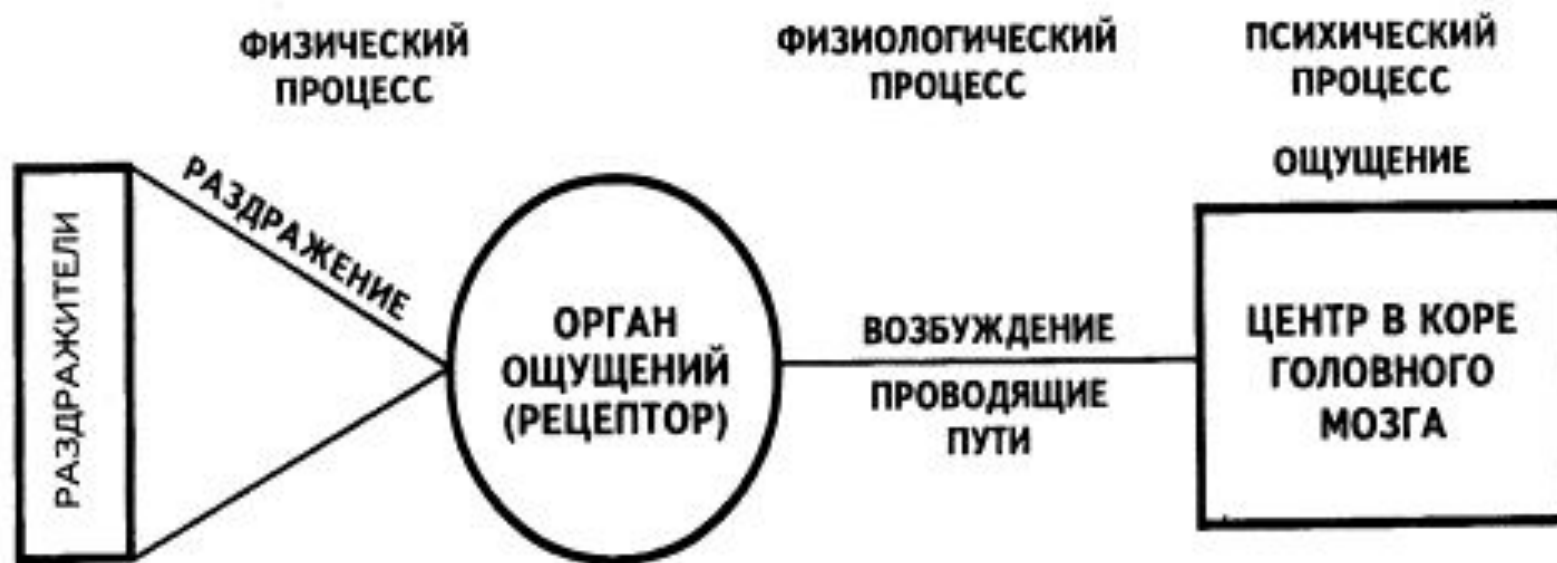 ФИЗИЧЕСКИЙ
ПРОЦЕСС
ФИЗИОЛОГИЧЕСКИЙ
ПРОЦЕСС
ПСИХИЧЕСКИЙ
ПРОЦЕСС
ОЩУЩЕНИЕ
РАЗДРАЖИТЕЛИ
РАЗДРАЖЕНИЕ
ОРГАН
ОЩУЩЕНИЙ
(РЕЦЕПТОР)
ВОЗБУЖДЕНИЕ
ПРОВОДЯЩИЕ
ПУТИ
ЦЕНТР В КОРЕ
ГОЛОВНОГО
МОЗГА